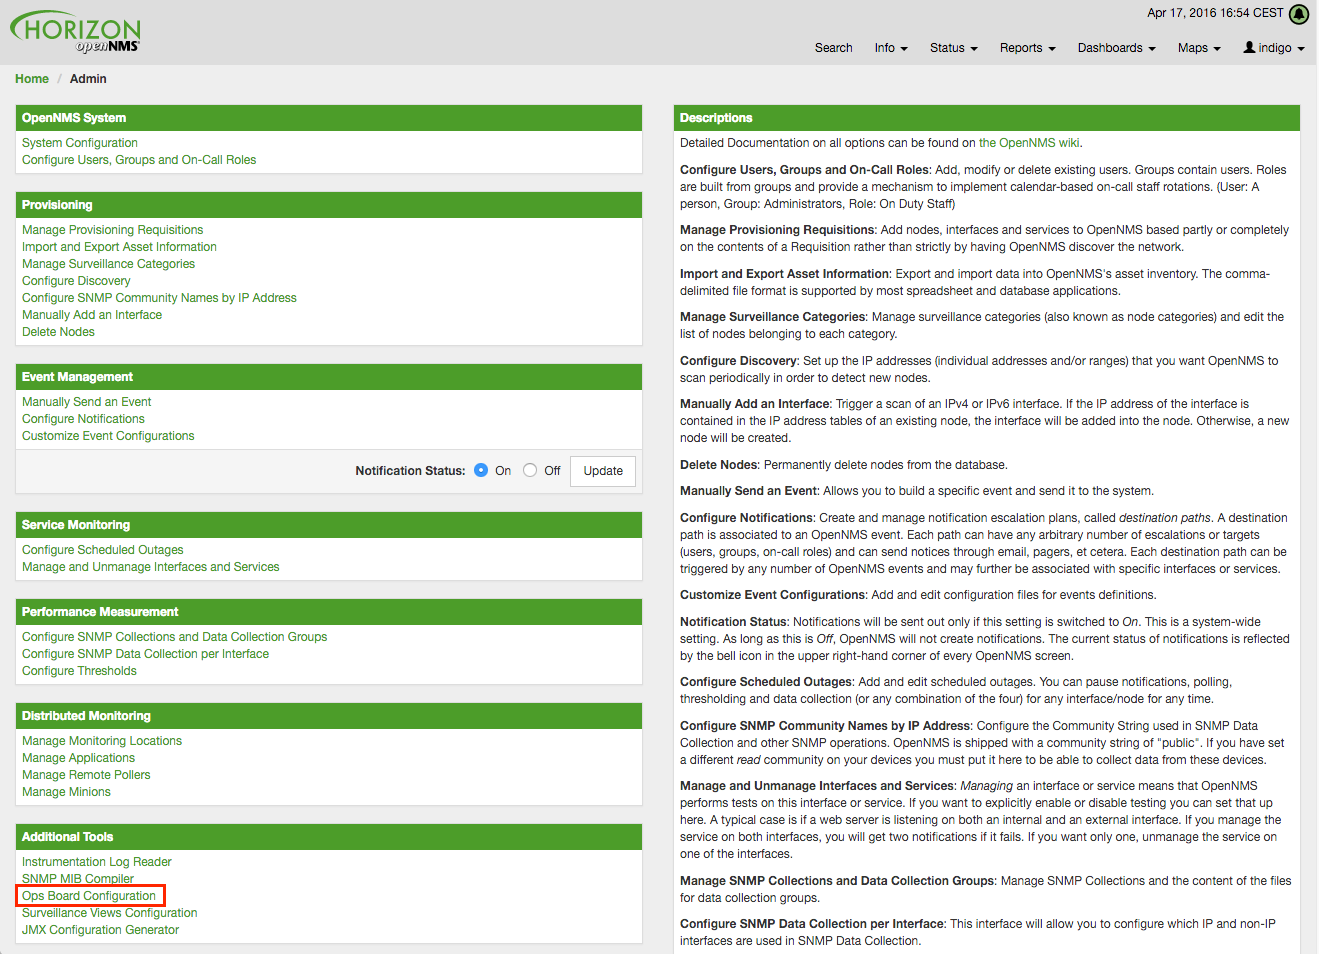 HORIZON
openNMS
Apr 17, 2016 16:54 CEST
Search Info Status Reports Dashboards Maps indigo
Home / Admin
OpenNMS System
System Configuration
Configure Users, Groups and On-Call Roles
Provisioning
Manage Provisioning Requisitions
Import and Export Asset Information
Manage Surveillance Categories
Configure Discovery
Configure SNMP Community Names by IP Address
Manually Add an Interface
Delete Nodes
Event Management
Manually Send an Event
Configure Notifications
Customize Event Configurations
Notification Status: On Off Update
Service Monitoring
Configure Scheduled Outages
Manage and Unmanage Interfaces and Services
Performance Measurement
Configure SNMP Collections and Data Collection Groups
Configure SNMP Data Collection per Interface
Configure Thresholds
Distributed Monitoring
Manage Monitoring Locations
Manage Applications
Manage Remote Pollers
Manage Minions
Additional Tools
Instrumentation Log Reader
SNMP MIB Compiler
Ops Board Configuration
Surveillance Views Configuration
JMX Configuration Generator
Descriptions
Detailed Documentation on all options can be found on the OpenNMS wiki.
Configure Users, Groups and On-Call Roles: Add, modify or delete existing users. Groups contain users. Roles
are built from groups and provide a mechanism to implement calendar-based on-call staff rotations. (User: A
person, Group: Administrators, Role: On Duty Staff)
Manage Provisioning Requisitions: Add nodes, interfaces and services to OpenNMS based partly or completely
on the contents of a Requisition rather than strictly by having OpenNMS discover the network.
Import and Export Asset Information: Export and import data into OpenNMS's asset inventory. The comma-
delimited file format is supported by most spreadsheet and database applications.
Manage Surveillance Categories: Manage surveillance categories (also known as node categories) and edit the
list of nodes belonging to each category.
Configure Discovery: Set up the IP addresses (individual addresses and/or ranges) that you want OpenNMS to
scan periodically in order to detect new nodes.
Manually Add an Interface: Trigger a scan of an IPv4 or IPv6 interface. If the IP address of the interface is
contained in the IP address tables of an existing node, the interface will be added into the node. Otherwise, a new
node will be created.
Delete Nodes: Permanently delete nodes from the database.
Manually Send an Event: Allows you to build a specific event and send it to the system.
Configure Notifications: Create and manage notification escalation plans, called destination paths. A destination
path is associated to an OpenNMS event. Each path can have any arbitrary number of escalations or targets
(users, groups, on-call roles) and can send notices through email, pagers, et cetera. Each destination path can be
triggered by any number of OpenNMS events and may further be associated with specific interfaces or services.
Customize Event Configurations: Add and edit configuration files for events definitions.
Notification Status: Notifications will be sent out only if this setting is switched to On. This is a system-wide
setting. As long as this is Off, OpenNMS will not create notifications. The current status of notifications is reflected
by the bell icon in the upper right-hand corner of every OpenNMS screen.
Configure Scheduled Outages: Add and edit scheduled outages. You can pause notifications, polling,
thresholding and data collection (or any combination of the four) for any interface/node for any time.
Configure SNMP Community Names by IP Address: Configure the Community String used in SNMP Data
Collection and other SNMP operations. OpenNMS is shipped with a community string of "public". If you have set
a different read community on your devices you must put it here to be able to collect data from these devices.
Manage and Unmanage Interfaces and Services: Managing an interface or service means that OpenNMS
performs tests on this interface or service. If you want to explicitly enable or disable testing you can set that up
here. A typical case is if a web server is listening on both an internal and an external interface. If you manage the
service on both interfaces, you will get two notifications if it fails. If you want only one, unmanage the service on
one of the interfaces.
Manage SNMP Collections and Data Collection Groups: Manage SNMP Collections and the content of the files
for data collection groups.
Configure SNMP Data Collection per Interface: This interface will allow you to configure which IP and non-IP
interfaces are used in SNMP Data Collection.